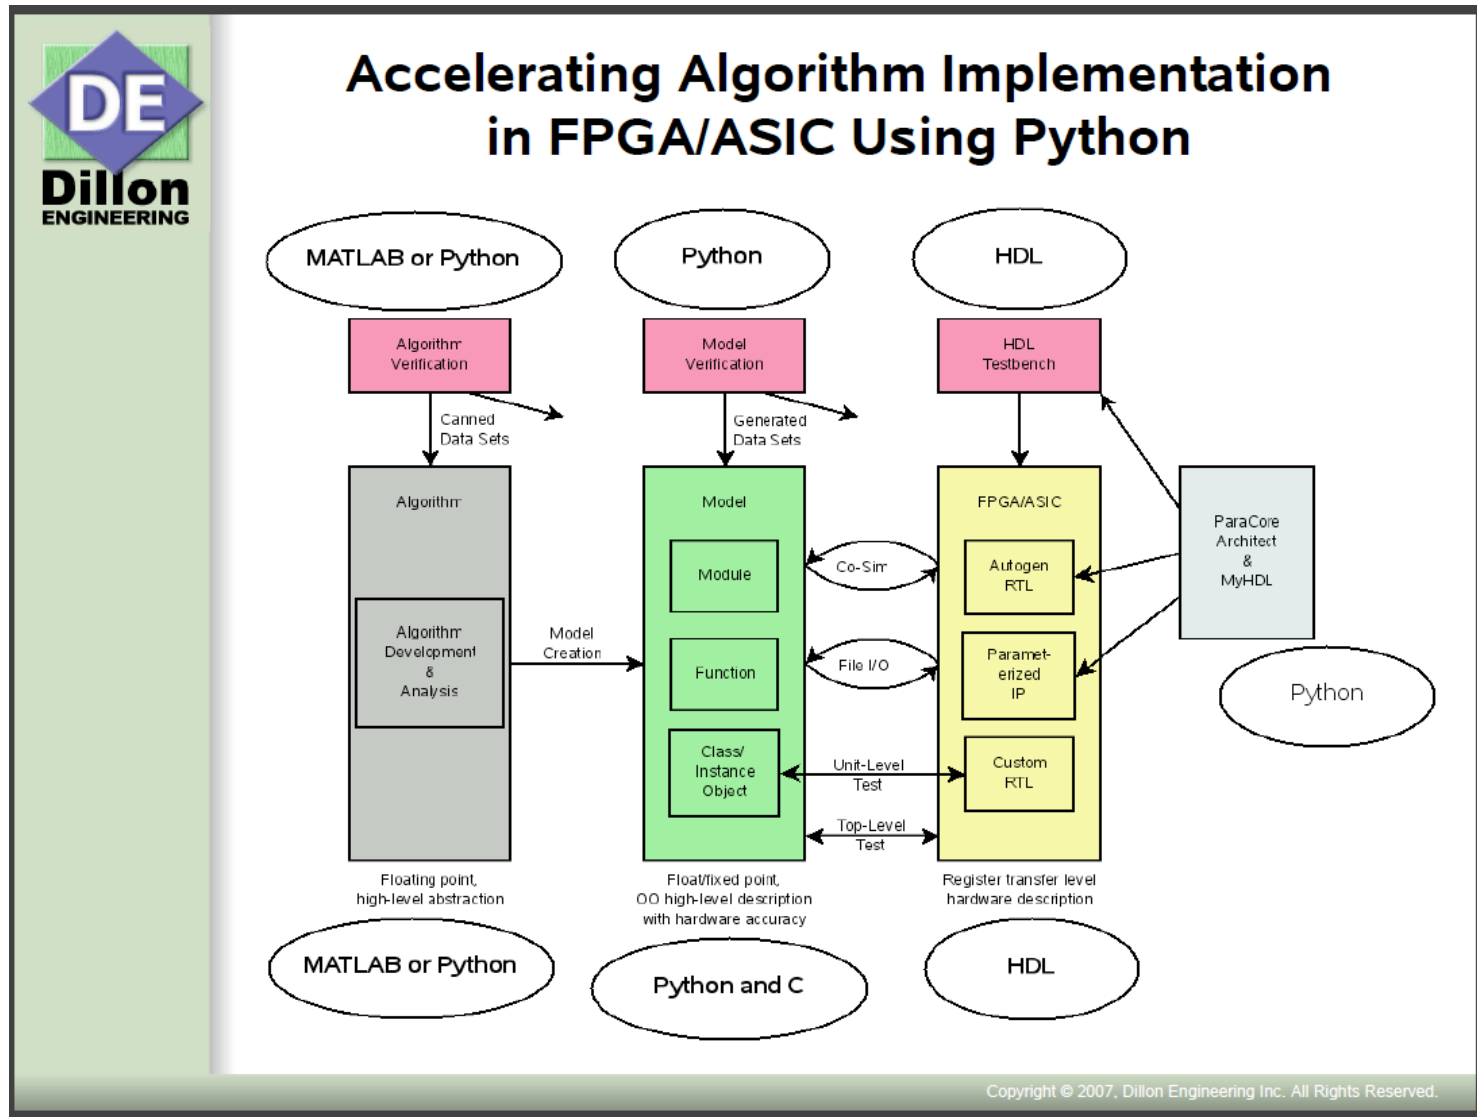 DE
Dillon
ENGINEERING
Accelerating Algorithm Implementation
in FPGA/ASIC Using Python
MATLAB or Python
Python
HDL
Algorithm
Verification
Model
Verification
HDL
Testbench
Canned
Data Sets
Generated
Data Sets
Algorithm
Algorithm
Development
&
Analysis
Model
Creation
Model
Module
Function
Class/
Instance
Object
Co-Sim
File I/O
Unit-Level
Test
Top-Level
Test
FPGA/ASIC
Autogen
RTL
Paramet-
erized
IP
Custom
RTL
ParaCore
Architect
&
MyHDL
Python
Floating point,
high-level abstraction
Float/fixed point,
OO high-level description
with hardware accuracy
Register transfer level
hardware description
MATLAB or Python
Python and C
HDL
Copyright © 2007, Dillon Engineering Inc. All Rights Reserved.